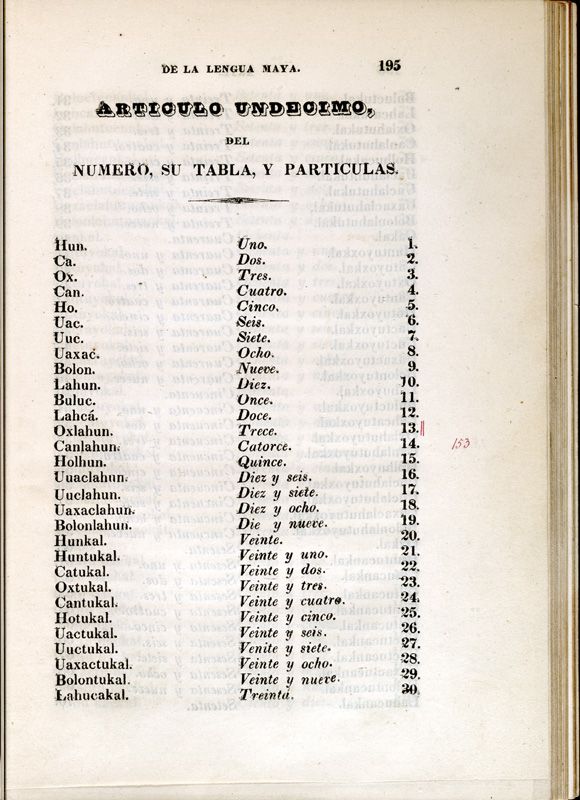 DE LA LENGUA MAYA. 195
ARTICULO UNDECIMO,
DEL
NUMERO, SU TABLA, Y PARTICULAS.
Hun. Uno. 1.
Ca. Dos. 2.
Ox. Tres. 3.
Can. Cuatro. 4.
Ho. Cinco. 5.
Uac. Seis. 6.
Uuc. Siete. 7.
Uaxac. Ocho. 8.
Bolon. Nueve. 9.
Lahun. Diez. 10.
Buluc. Once. 11.
Lahcá. Doce. 12.
Oxlahun. Trece. 13.
Canlahun. Catorce. 14. 153
Holhun. Quince. 15.
Uuaclahun. Diez y seis. 16.
Uuclahun. Diez y siete. 17.
Uaxaclahun. Diez y ocho. 18.
Bolonlahun. Die y nueve. 19.
Hunkal. Veinte. 20.
Huntukal. Veinte y uno. 21.
Catukal. Veinte y dos. 22.
Oxtukal. Veinte y tres. 23.
Cantukal. Veinte y cuatro. 24.
Hotukal. Veinte y cinco. 25.
Uactukal. Veinte y seis. 26.
Uuctukal. Venite y siete. 27.
Uaxactukal. Veinte y ocho. 28.
Bolontukal. Veinte y nueve. 29.
Lahucakal. Treinta. 30.